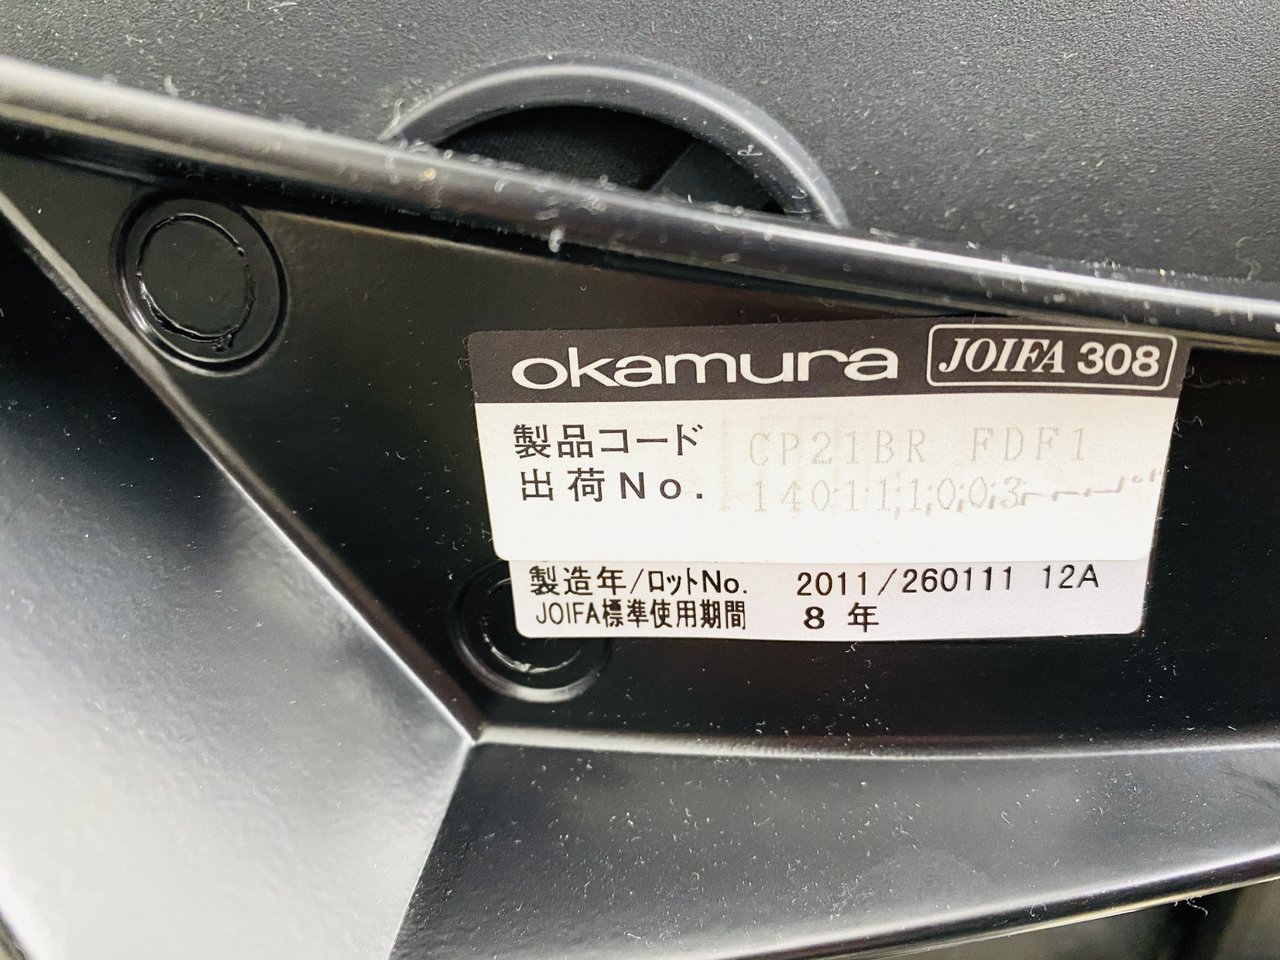 okamura JOIFA 308
製品コード CP21BR FDF1
出荷No. 140111003
製造年/ロットNo. 2011/260111 12A
JOIFA標準使用期間 8 年